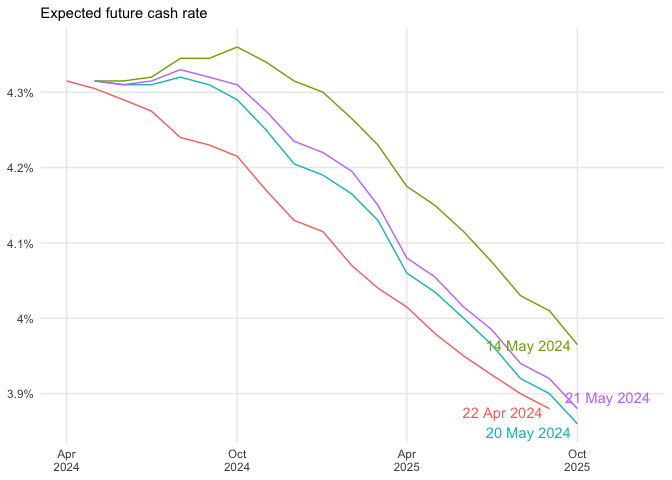 Expected future cash rate
4.3%
4.2%
4.1%
4%
3.9%
14 May 2024
21 May 2024
22 Apr 2024
20 May 2024
Apr
2024
Oct
2024
Apr
2025
Oct
2025